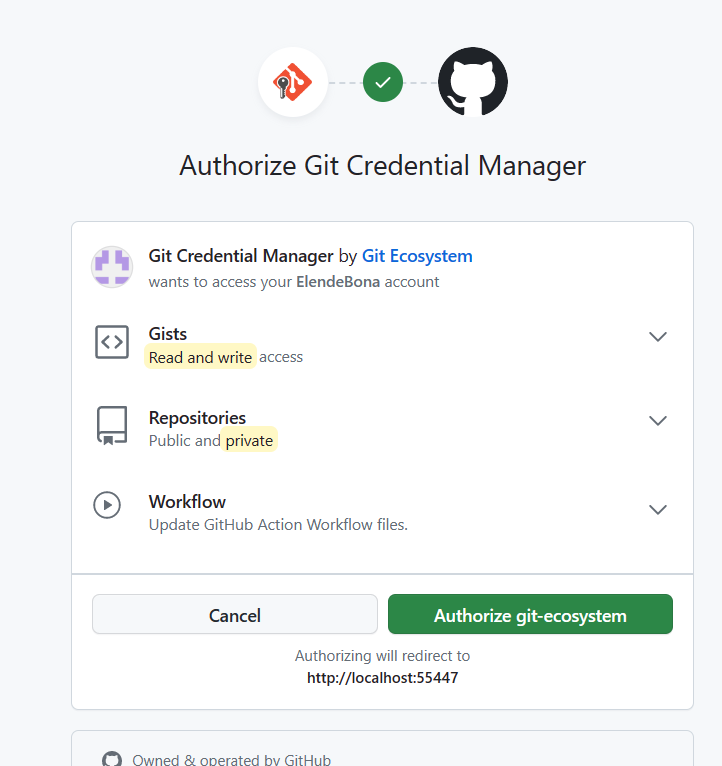 Authorize Git Credential Manager
Git Credential Manager by Git Ecosystem
wants to access your ElendeBona account
Gists
Read and write access
Repositories
Public and private
Workflow
Update GitHub Action Workflow files.
Cancel
Authorize git-ecosystem
Authorizing will redirect to
http://localhost:55447
Owned & operated by GitHub